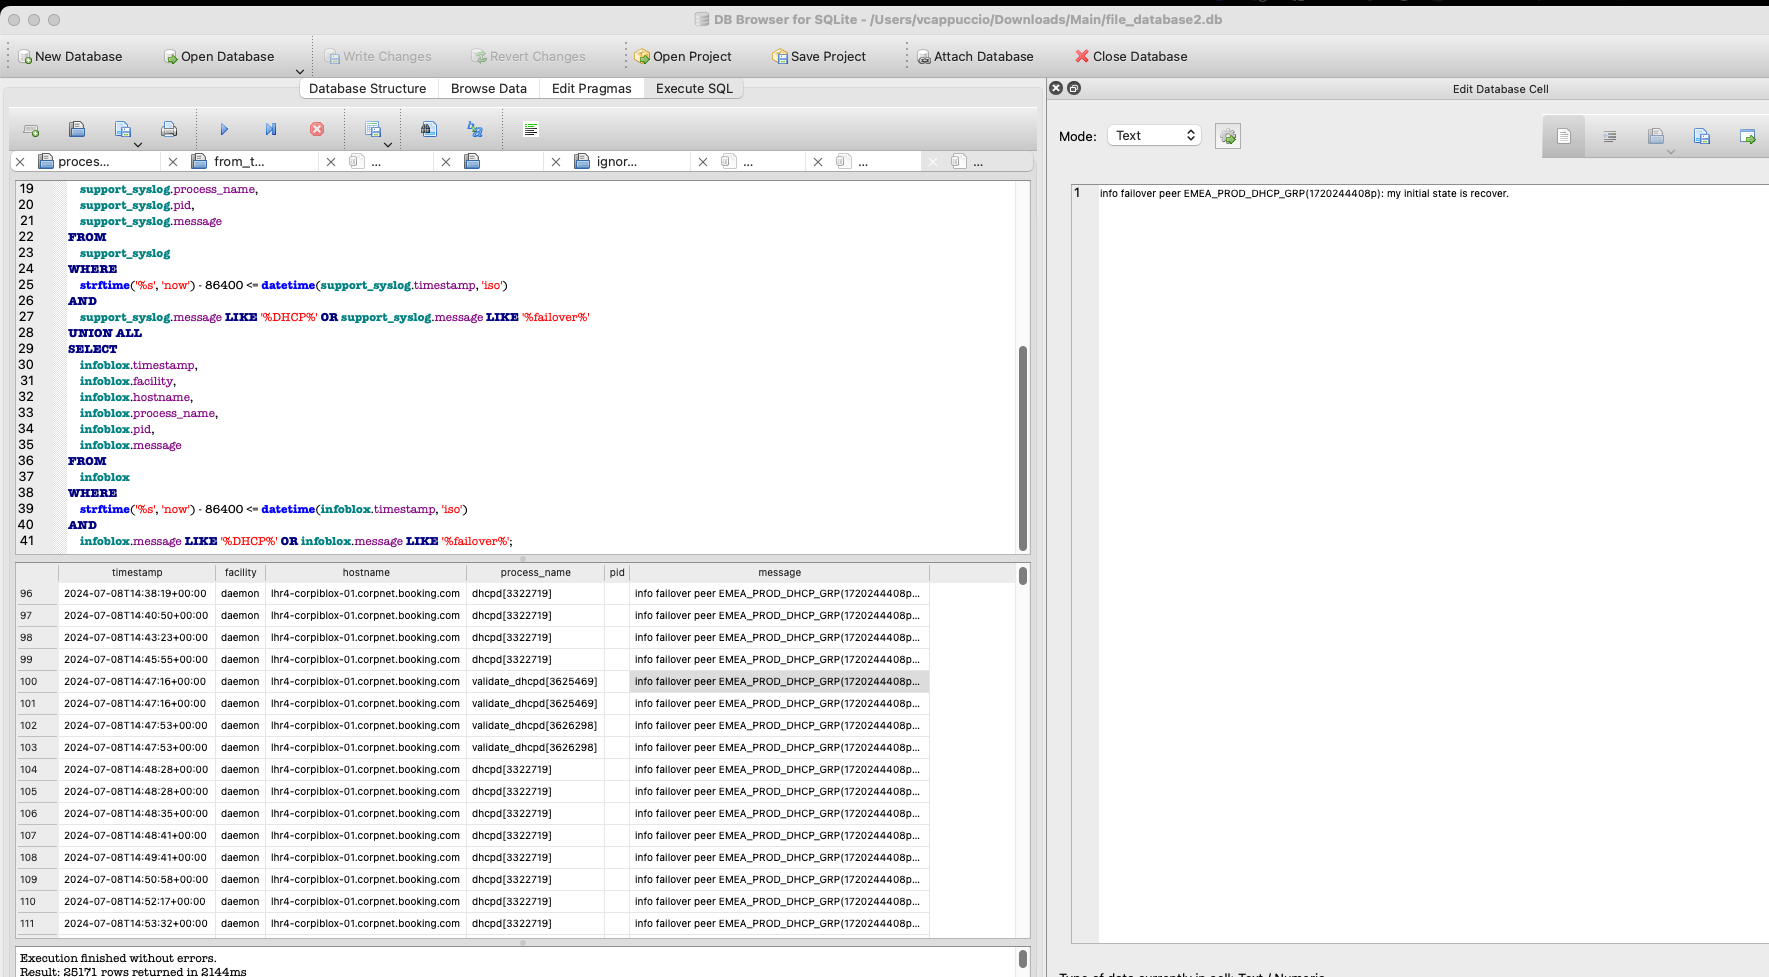 DB Browser for SQLite - /Users/vcappuccio/Downloads/Main/file_database2.db
New Database Open Database Write Changes Revert Changes Open Project Save Project Attach Database Close Database
Database Structure Browse Data Edit Pragmas Execute SQL
proces... from_t... ... ignor... ... ... ...
19 support_syslog.process_name,
20 support_syslog.pid,
21 support_syslog.message
22 FROM
23 support_syslog
24 WHERE
25 strftime('%s', 'now') - 86400 <= datetime(support_syslog.timestamp, 'iso')
26 AND
27 support_syslog.message LIKE '%DHCP%' OR support_syslog.message LIKE '%failover%'
28 UNION ALL
29 SELECT
30 infoblox.timestamp,
31 infoblox.facility,
32 infoblox.hostname,
33 infoblox.process_name,
34 infoblox.pid,
35 infoblox.message
36 FROM
37 infoblox
38 WHERE
39 strftime('%s', 'now') - 86400 <= datetime(infoblox.timestamp, 'iso')
40 AND
41 infoblox.message LIKE '%DHCP%' OR infoblox.message LIKE '%failover%';
timestamp facility hostname process_name pid message
96 2024-07-08T14:38:19+00:00 daemon lhr4-corpiblox-01.corpnet.booking.com dhcpd[3322719] info failover peer EMEA_PROD_DHCP_GRP(1720244408p...
97 2024-07-08T14:40:50+00:00 daemon lhr4-corpiblox-01.corpnet.booking.com dhcpd[3322719] info failover peer EMEA_PROD_DHCP_GRP(1720244408p...
98 2024-07-08T14:43:23+00:00 daemon lhr4-corpiblox-01.corpnet.booking.com dhcpd[3322719] info failover peer EMEA_PROD_DHCP_GRP(1720244408p...
99 2024-07-08T14:45:55+00:00 daemon lhr4-corpiblox-01.corpnet.booking.com dhcpd[3322719] info failover peer EMEA_PROD_DHCP_GRP(1720244408p...
100 2024-07-08T14:47:16+00:00 daemon lhr4-corpiblox-01.corpnet.booking.com validate_dhcpd[3625469] info failover peer EMEA_PROD_DHCP_GRP(1720244408p...
101 2024-07-08T14:47:16+00:00 daemon lhr4-corpiblox-01.corpnet.booking.com validate_dhcpd[3625469] info failover peer EMEA_PROD_DHCP_GRP(1720244408p...
102 2024-07-08T14:47:53+00:00 daemon lhr4-corpiblox-01.corpnet.booking.com validate_dhcpd[3626298] info failover peer EMEA_PROD_DHCP_GRP(1720244408p...
103 2024-07-08T14:47:53+00:00 daemon lhr4-corpiblox-01.corpnet.booking.com validate_dhcpd[3626298] info failover peer EMEA_PROD_DHCP_GRP(1720244408p...
104 2024-07-08T14:48:28+00:00 daemon lhr4-corpiblox-01.corpnet.booking.com dhcpd[3322719] info failover peer EMEA_PROD_DHCP_GRP(1720244408p...
105 2024-07-08T14:48:28+00:00 daemon lhr4-corpiblox-01.corpnet.booking.com dhcpd[3322719] info failover peer EMEA_PROD_DHCP_GRP(1720244408p...
106 2024-07-08T14:48:35+00:00 daemon lhr4-corpiblox-01.corpnet.booking.com dhcpd[3322719] info failover peer EMEA_PROD_DHCP_GRP(1720244408p...
107 2024-07-08T14:48:41+00:00 daemon lhr4-corpiblox-01.corpnet.booking.com dhcpd[3322719] info failover peer EMEA_PROD_DHCP_GRP(1720244408p...
108 2024-07-08T14:49:41+00:00 daemon lhr4-corpiblox-01.corpnet.booking.com dhcpd[3322719] info failover peer EMEA_PROD_DHCP_GRP(1720244408p...
109 2024-07-08T14:50:58+00:00 daemon lhr4-corpiblox-01.corpnet.booking.com dhcpd[3322719] info failover peer EMEA_PROD_DHCP_GRP(1720244408p...
110 2024-07-08T14:52:17+00:00 daemon lhr4-corpiblox-01.corpnet.booking.com dhcpd[3322719] info failover peer EMEA_PROD_DHCP_GRP(1720244408p...
111 2024-07-08T14:53:32+00:00 daemon lhr4-corpiblox-01.corpnet.booking.com dhcpd[3322719] info failover peer EMEA_PROD_DHCP_GRP(1720244408p...
Execution finished without errors.
Result: 25171 rows returned in 2144ms
Edit Database Cell
Mode: Text
1 info failover peer EMEA_PROD_DHCP_GRP(1720244408p): my initial state is recover.
Type of data currently in cell: Text / Numeric